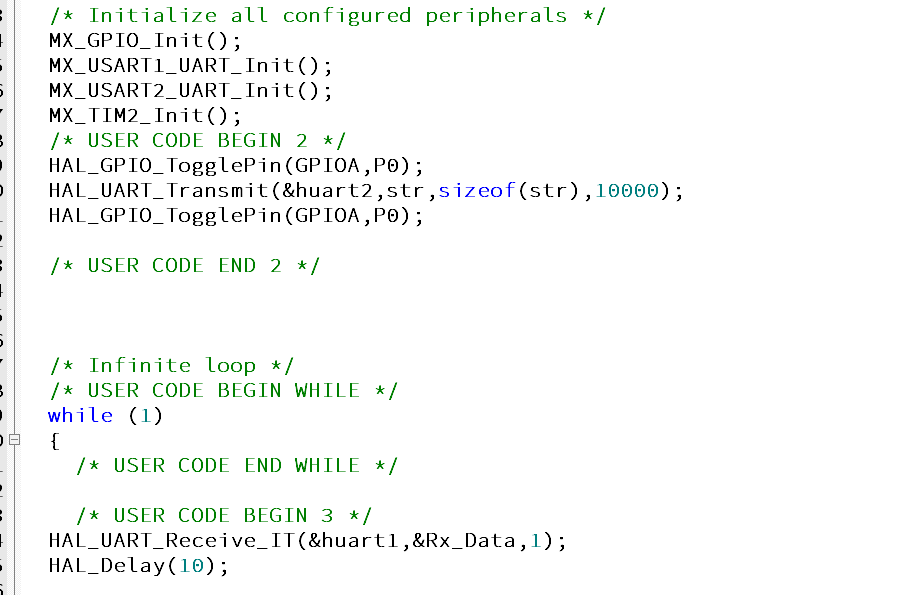 /* Initialize all configured peripherals */
MX_GPIO_Init();
MX_USART1_UART_Init();
MX_USART2_UART_Init();
MX_TIM2_Init();
/* USER CODE BEGIN 2 */
HAL_GPIO_TogglePin(GPIOA,P0);
HAL_UART_Transmit(&huart2,str,sizeof(str),10000);
HAL_GPIO_TogglePin(GPIOA,P0);
/* USER CODE END 2 */
/* Infinite loop */
/* USER CODE BEGIN WHILE */
while (1)
{
/* USER CODE END WHILE */
/* USER CODE BEGIN 3 */
HAL_UART_Receive_IT(&huart1,&Rx_Data,1);
HAL_Delay(10);